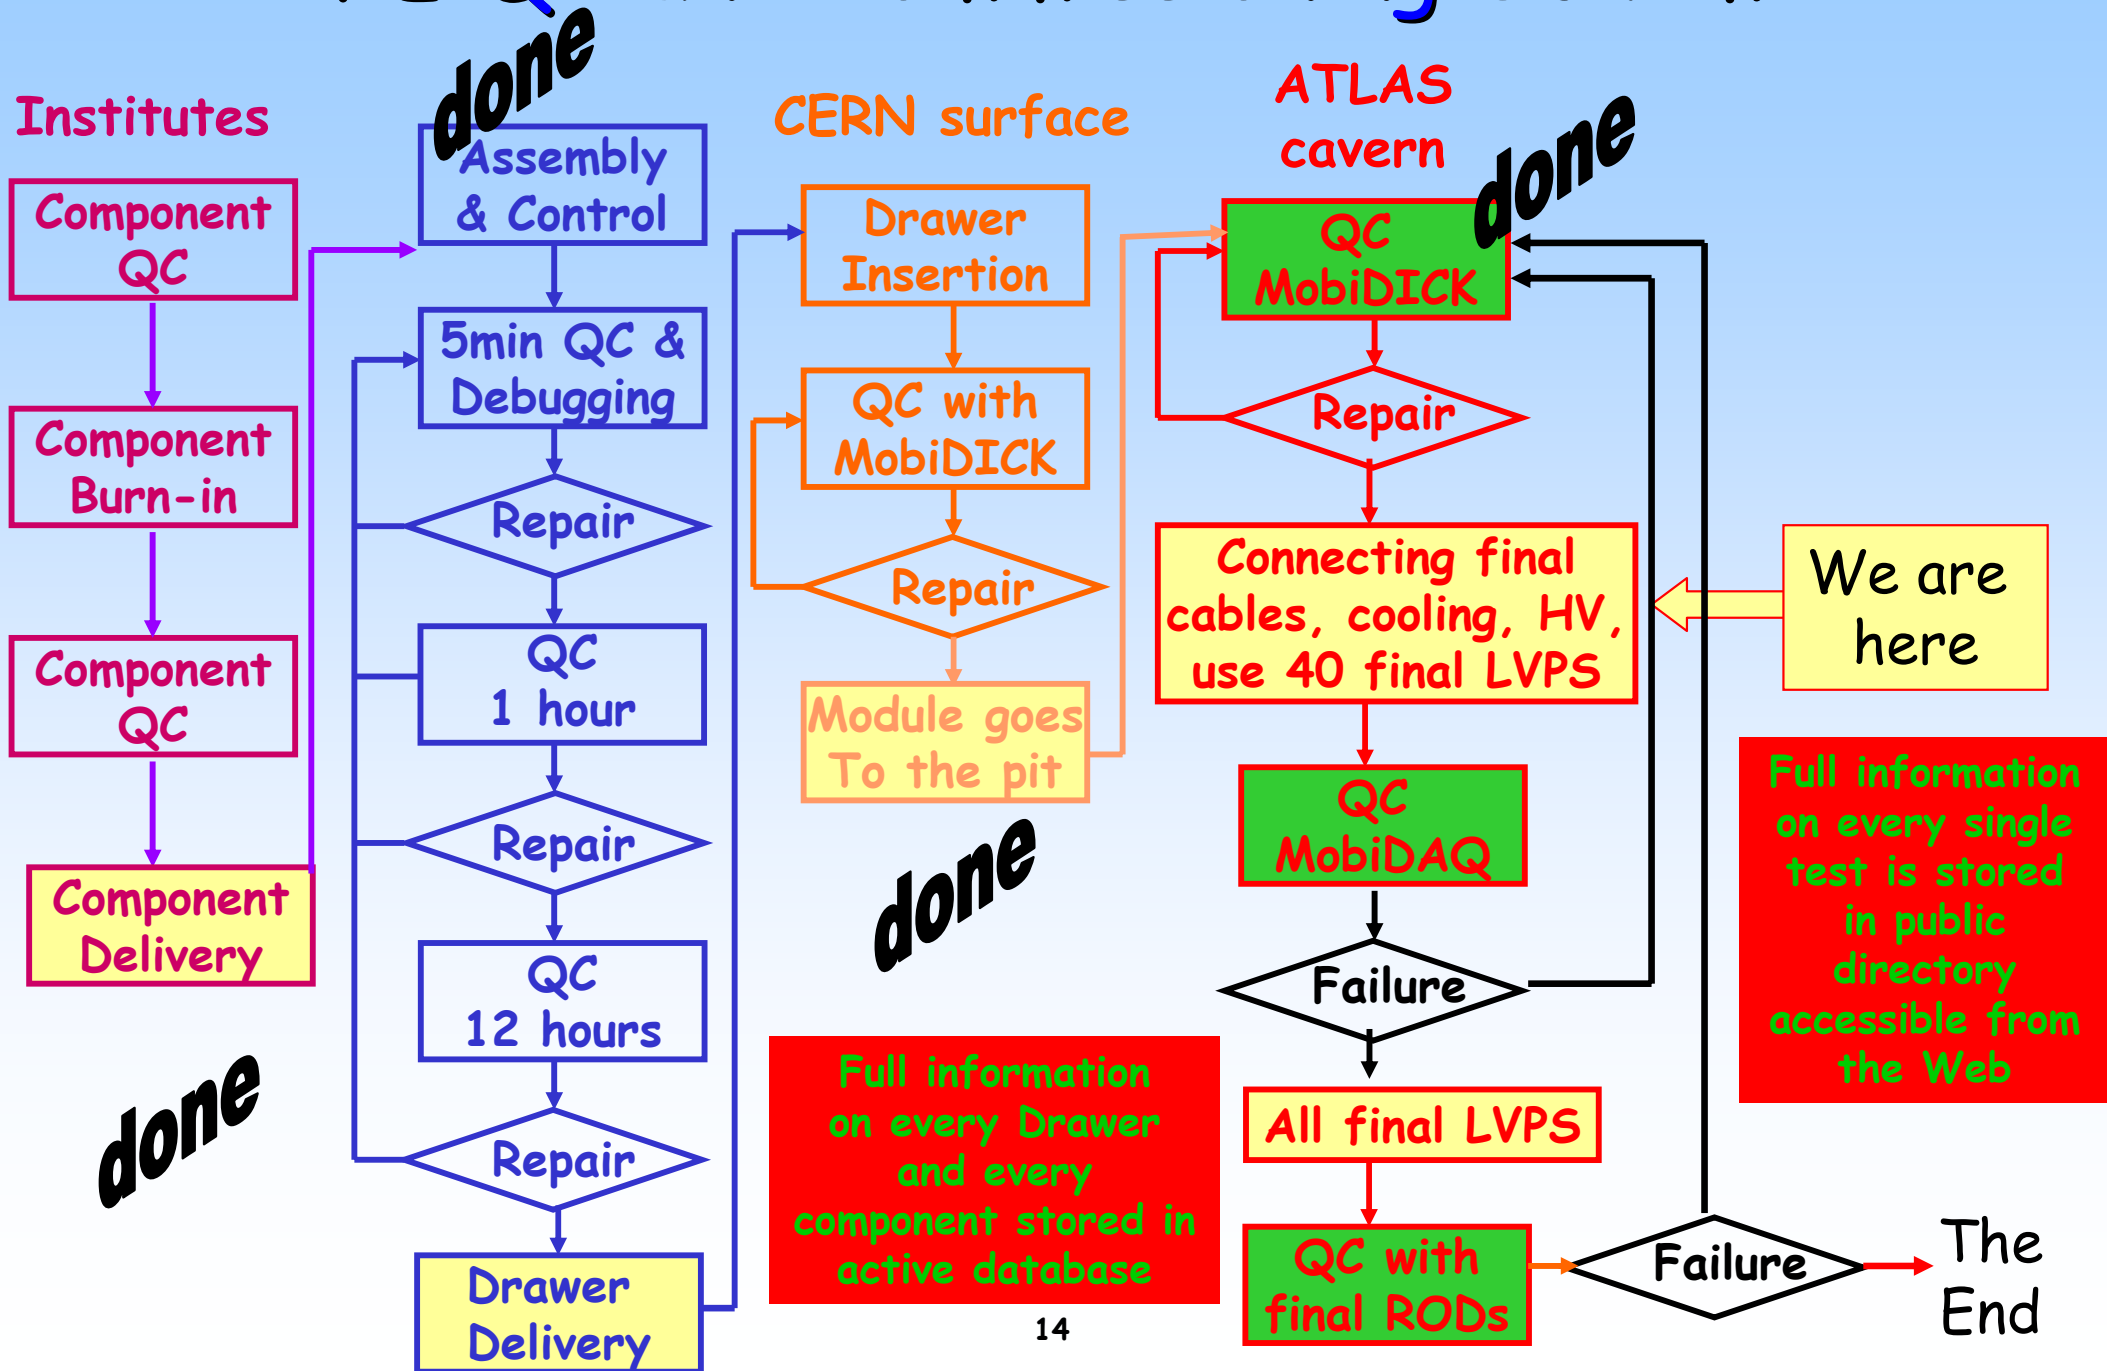 done
Institutes
Component
QC
Component
Burn-in
Component
QC
Component
Delivery
done
Assembly
& Control
5min QC &
Debugging
Repair
QC
1 hour
Repair
QC
12 hours
Repair
Drawer
Delivery
CERN surface
Drawer
Insertion
QC with
MobiDICK
Repair
Module goes
To the pit
done
Full information
on every Drawer
and every
component stored in
active database
14
ATLAS
cavern
done
QC
MobiDICK
Repair
Connecting final
cables, cooling, HV,
use 40 final LVPS
QC
MobiDAQ
Failure
All final LVPS
QC with
final RODs
Failure
The
End
We are
here
Full information
on every single
test is stored
in public
directory
accessible from
the Web